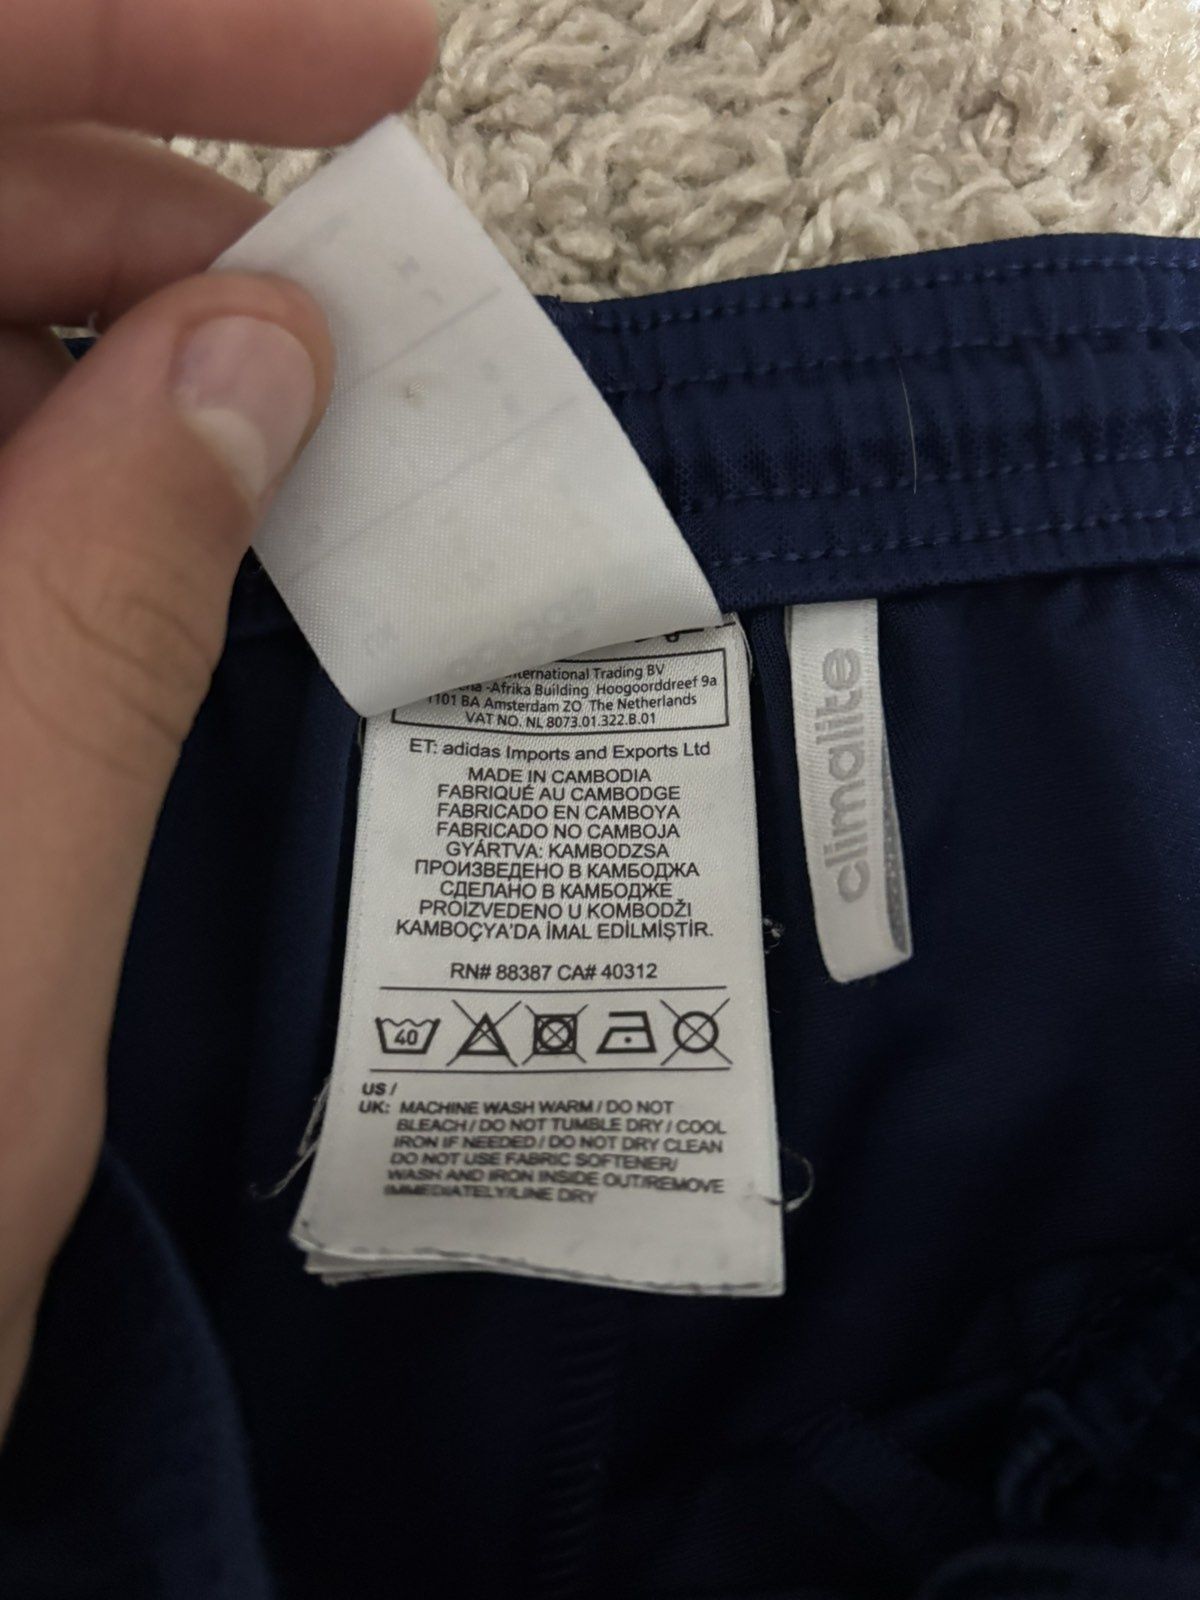 International Trading BV
-Afrika Building Hoogoorddreef 9a
1101 BA Amsterdam ZO The Netherlands
VAT NO. NL 8073.01.322.B.01
ET: adidas Imports and Exports Ltd
MADE IN CAMBODIA
FABRIQUÉ AU CAMBODGE
FABRICADO EN CAMBOYA
FABRICADO NO CAMBOJA
GYÁRTVA: KAMBODZSA
ПРОИЗВЕДЕНО В КАМБОДЖА
СДЕЛАНО В КАМБОДЖЕ
PROIZVEDENO U KOMBODŽI
KAMBOÇYA'DA İMAL EDİLMİŞTİR.
RN# 88387 CA# 40312
40
US /
UK: MACHINE WASH WARM / DO NOT
BLEACH / DO NOT TUMBLE DRY / COOL
IRON IF NEEDED / DO NOT DRY CLEAN
DO NOT USE FABRIC SOFTENER/
WASH AND IRON INSIDE OUT/REMOVE
IMMEDIATELY/LINE DRY
climalite